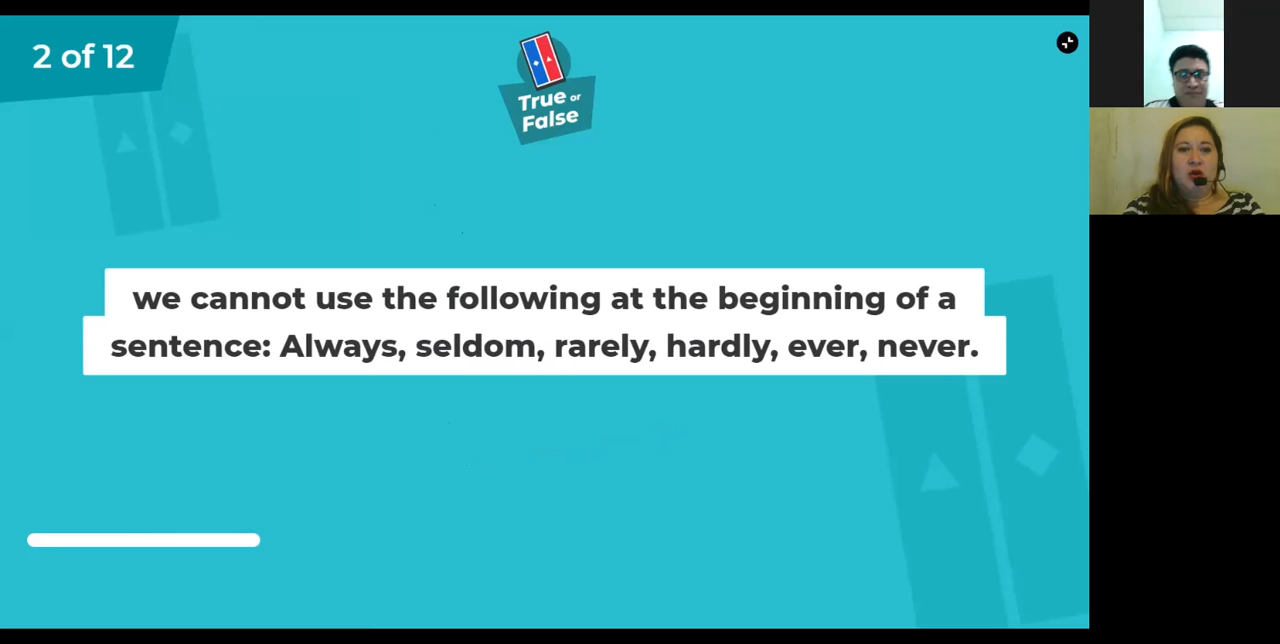 2 of 12
True or
False
we cannot use the following at the beginning of a
sentence: Always, seldom, rarely, hardly, ever, never.